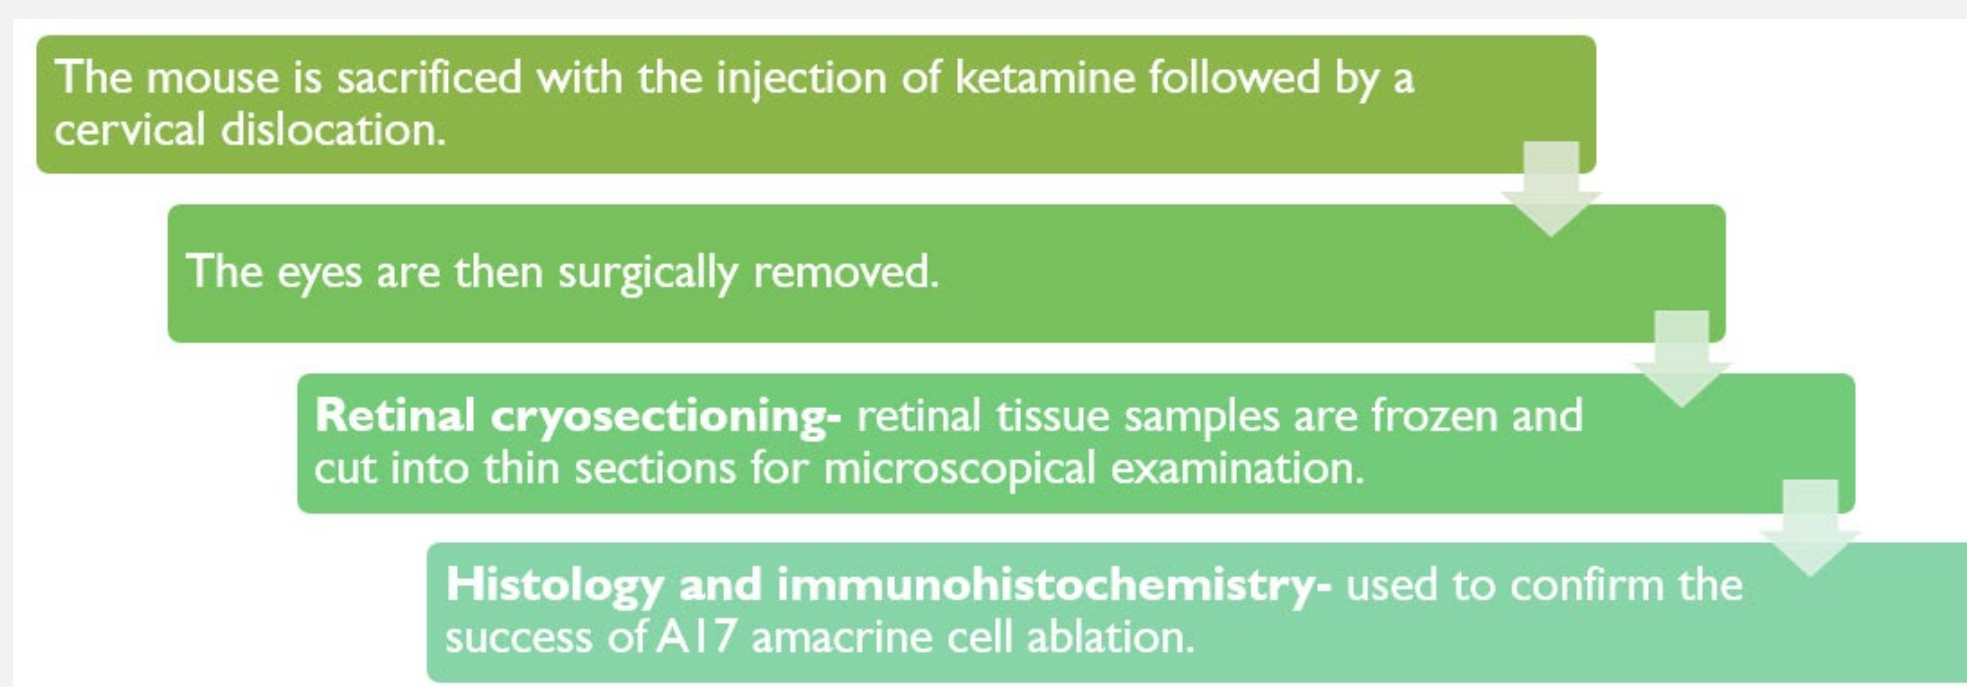 The mouse is sacrificed with the injection of ketamine followed by a
cervical dislocation.
The eyes are then surgically removed.
Retinal cryosectioning- retinal tissue samples are frozen and
cut into thin sections for microscopical examination.
Histology and immunohistochemistry- used to confirm the
success of A17 amacrine cell ablation.